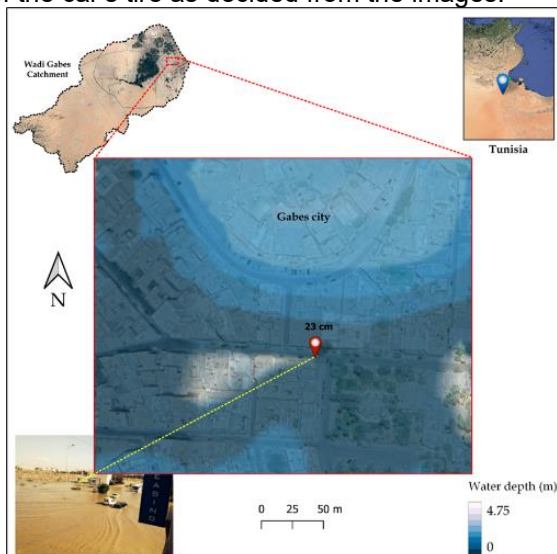 the car's tire as decided from the images.
Wadi Gabes
Catchment
Tunisia
Gabes city
N
23 cm
EASING
0 25 50 m
Water depth (m)
4.75
0